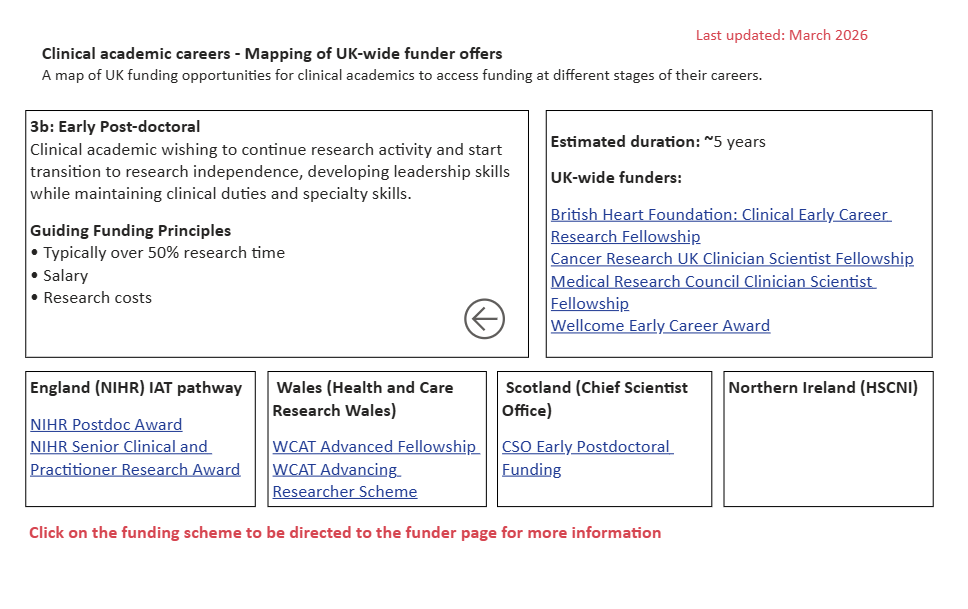 Last updated: March 2026
Clinical academic careers - Mapping of UK-wide funder offers
A map of UK funding opportunities for clinical academics to access funding at different stages of their careers.
3b: Early Post-doctoral
Clinical academic wishing to continue research activity and start
transition to research independence, developing leadership skills
while maintaining clinical duties and specialty skills.
Guiding Funding Principles
• Typically over 50% research time
• Salary
• Research costs
Estimated duration: ~5 years
UK-wide funders:
British Heart Foundation: Clinical Early Career
Research Fellowship
Cancer Research UK Clinician Scientist Fellowship
Medical Research Council Clinician Scientist
Fellowship
Wellcome Early Career Award
England (NIHR) IAT pathway
NIHR Postdoc Award
NIHR Senior Clinical and
Practitioner Research Award
Wales (Health and Care
Research Wales)
WCAT Advanced Fellowship
WCAT Advancing
Researcher Scheme
Scotland (Chief Scientist
Office)
CSO Early Postdoctoral
Funding
Northern Ireland (HSCNI)
Click on the funding scheme to be directed to the funder page for more information